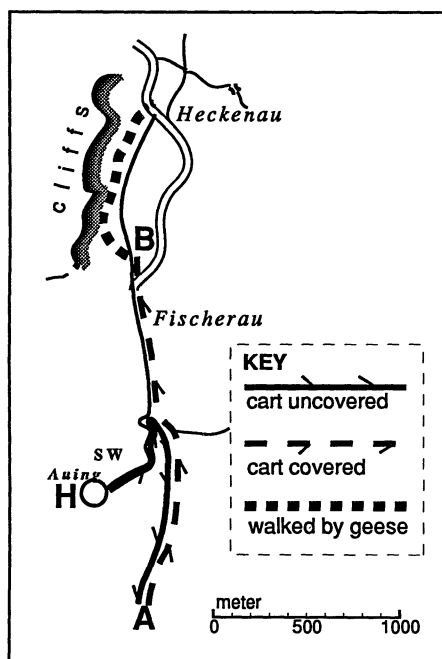 cliffs
Heckenau
B
Fischerau
KEY
cart uncovered
cart covered
walked by geese
SW
Auing
H
A
meter
0 500 1000